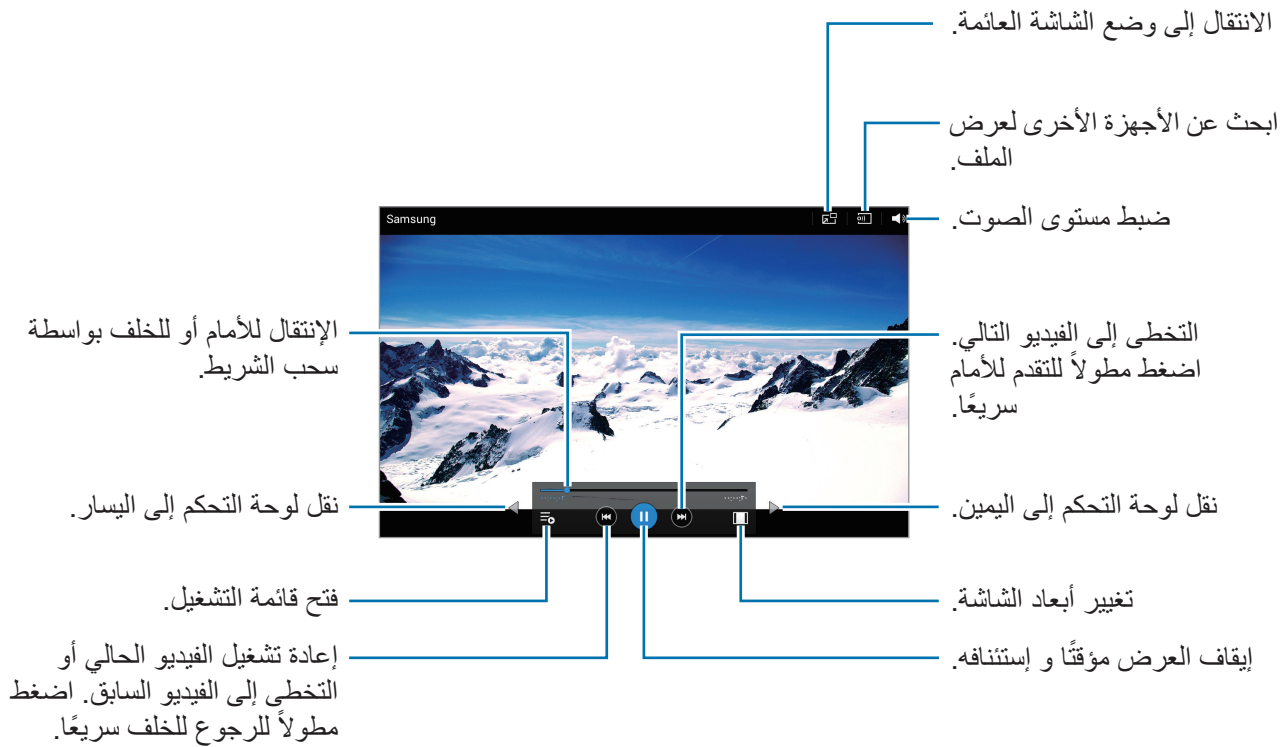 الانتقال إلى وضع الشاشة العائمة.
ابحث عن الأجهزة الأخرى لعرض
الملف.
ضبط مستوى الصوت.
Samsung
التخطى إلى الفيديو التالي.
اضغط مطولاً للتقدم للأمام
سريعًا.
الإنتقال للأمام أو للخلف بواسطة
سحب الشريط.
نقل لوحة التحكم إلى اليمين.
نقل لوحة التحكم إلى اليسار.
تغيير أبعاد الشاشة.
فتح قائمة التشغيل.
إيقاف العرض مؤقتًا و إستئنافه.
إعادة تشغيل الفيديو الحالي أو
التخطى إلى الفيديو السابق. اضغط
مطولاً للرجوع للخلف سريعًا.